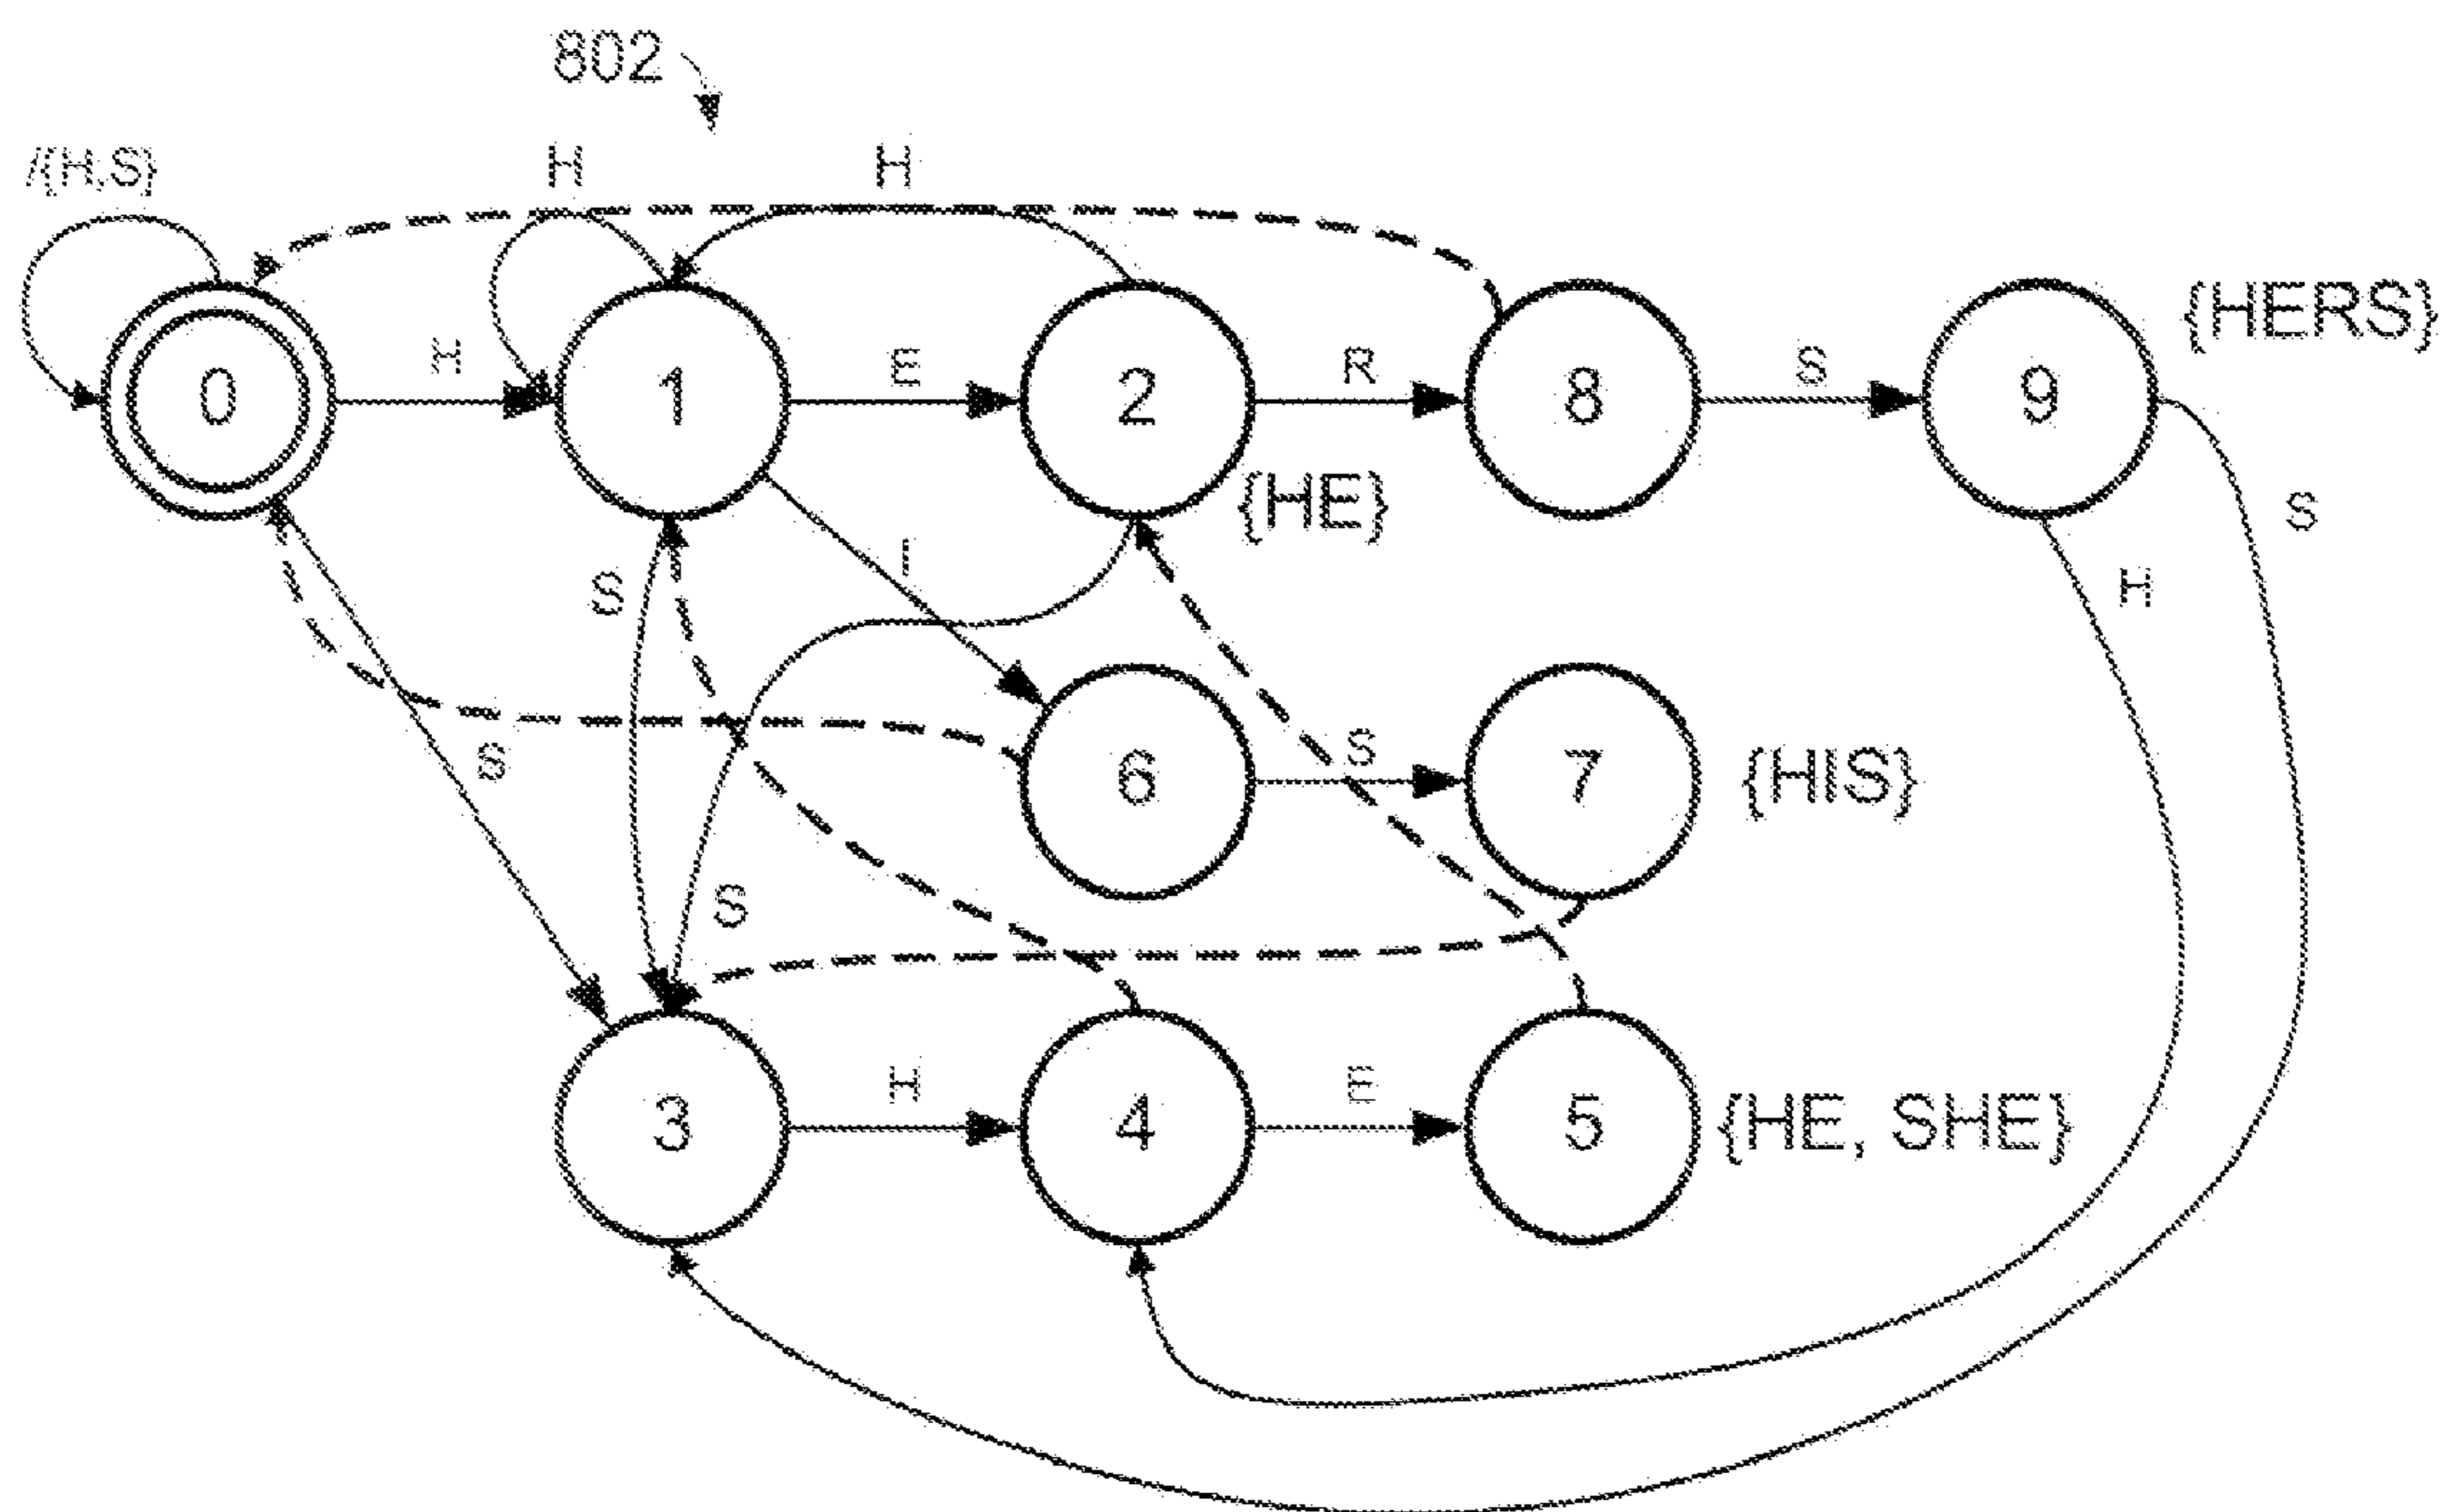 802
/{H,S} H H
{HERS}
H E R S
0 1 2 8 9
{HE}
S
S I H
S S
6 7 {HIS}
S
H E
3 4 5 {HE, SHE}